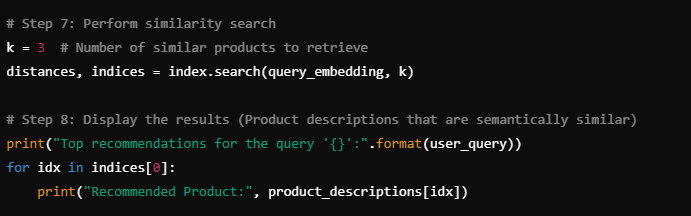 # Step 7: Perform similarity search
k = 3  # Number of similar products to retrieve
distances, indices = index.search(query_embedding, k)
# Step 8: Display the results (Product descriptions that are semantically similar)
print("Top recommendations for the query '{}':".format(user_query))
for idx in indices[0]:
    print("Recommended Product:", product_descriptions[idx])